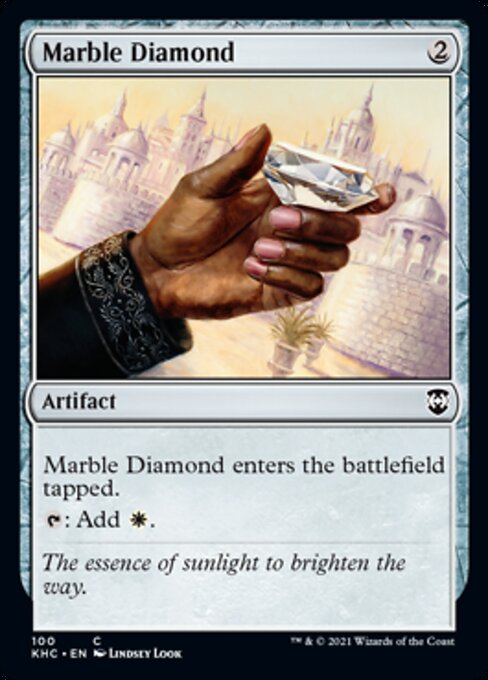 Marble Diamond 2
Artifact
Marble Diamond enters the battlefield
tapped.
: Add .
The essence of sunlight to brighten the
way.
100 C
KHC • EN Lindsey Look
™ & © 2021 Wizards of the Coast